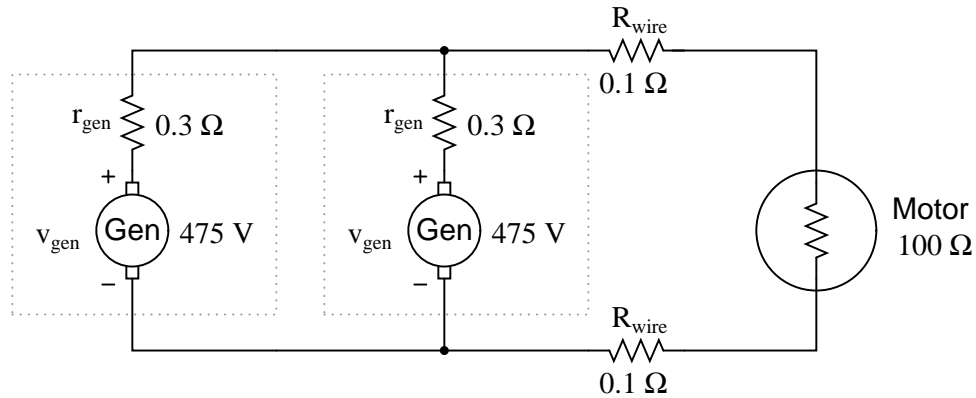 R_wire
0.1 Ω
r_gen
0.3 Ω
r_gen
0.3 Ω
+
+
v_gen
Gen
475 V
v_gen
Gen
475 V
Motor
100 Ω
−
−
R_wire
0.1 Ω